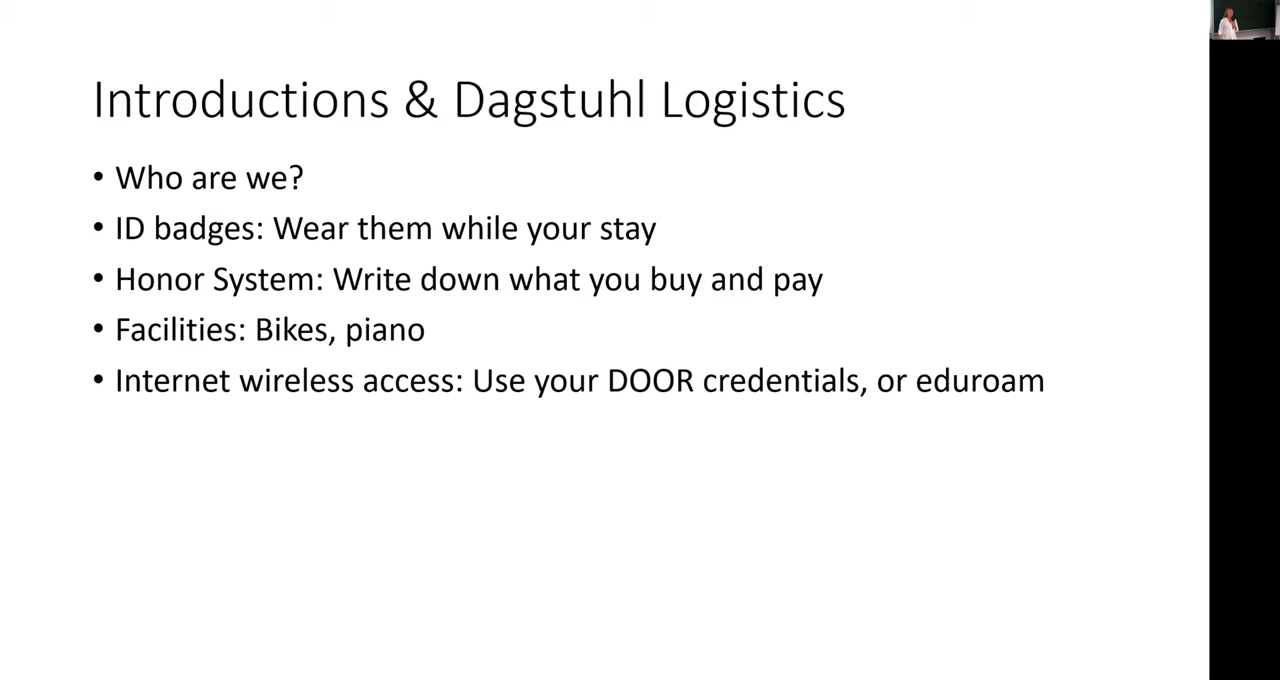 Introductions & Dagstuhl Logistics
• Who are we?
• ID badges: Wear them while your stay
• Honor System: Write down what you buy and pay
• Facilities: Bikes, piano
• Internet wireless access: Use your DOOR credentials, or eduroam